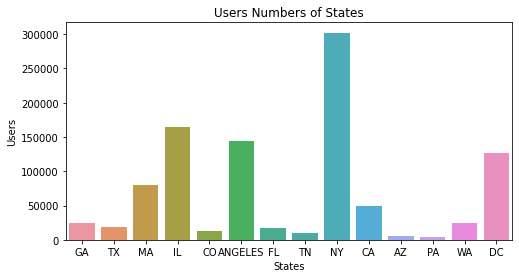 Users Numbers of States
Users
300000
250000
200000
150000
100000
50000
0
GA TX MA IL CO ANGELES FL TN NY CA AZ PA WA DC
States